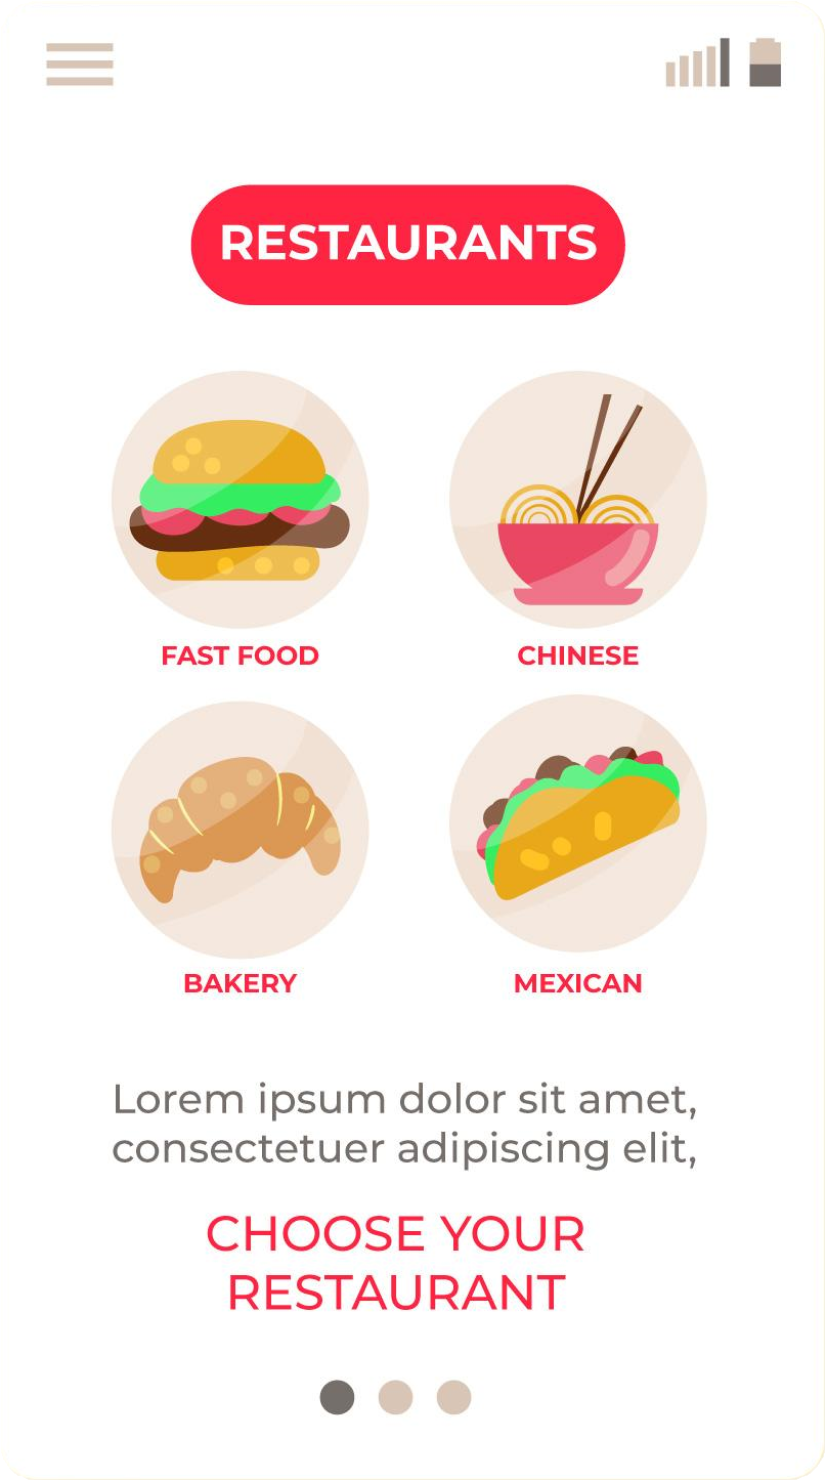 RESTAURANTS
FAST FOOD
CHINESE
BAKERY
MEXICAN
Lorem ipsum dolor sit amet,
consectetuer adipiscing elit,
CHOOSE YOUR
RESTAURANT